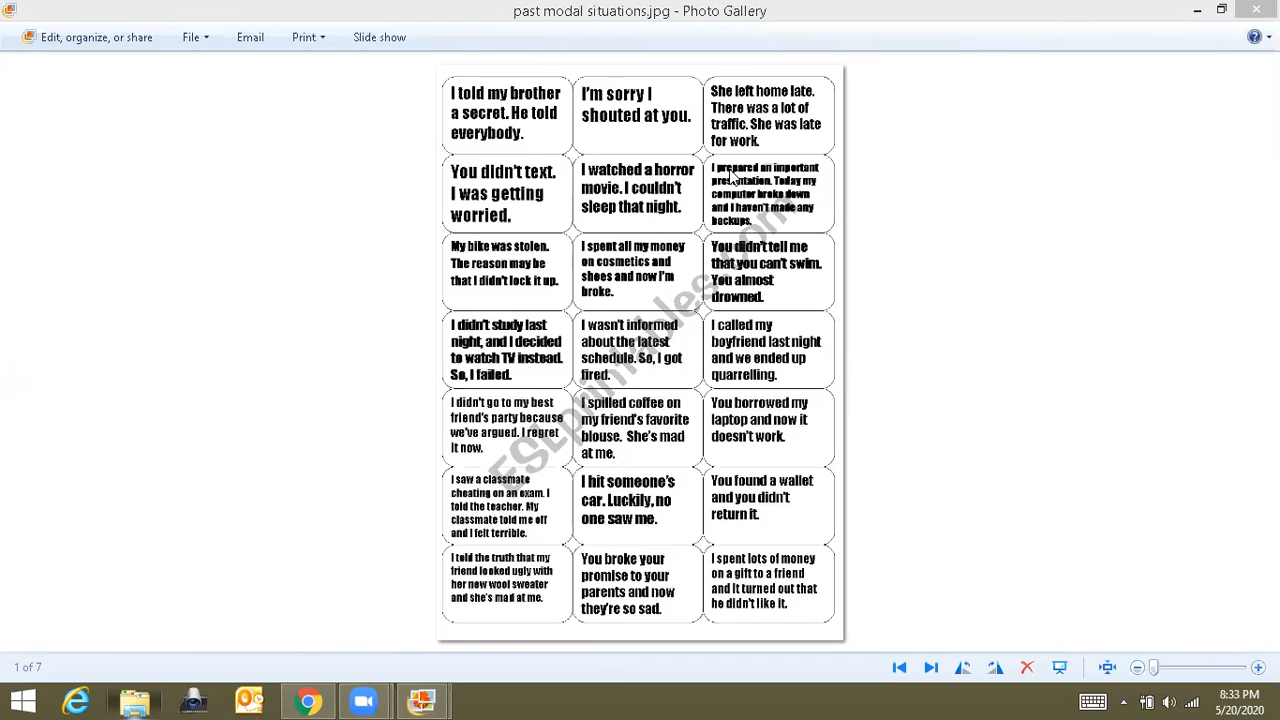 past modal situations.jpg - Photo Gallery
Edit, organize, or share File Email Print Slide show
I told my brother
a secret. He told
everybody.
I'm sorry I
shouted at you.
She left home late.
There was a lot of
traffic. She was late
for work.
You didn't text.
I was getting
worried.
I watched a horror
movie. I couldn't
sleep that night.
I prepared an important
presentation. Today my
computer broke down
and I haven't made any
backups.
My bike was stolen.
The reason may be
that I didn't lock it up.
I spent all my money
on cosmetics and
shoes and now I'm
broke.
You didn't tell me
that you can't swim.
You almost
drowned.
I didn't study last
night, and I decided
to watch TV instead.
So, I failed.
I wasn't informed
about the latest
schedule. So, I got
fired.
I called my
boyfriend last night
and we ended up
quarrelling.
I didn't go to my best
friend's party because
we've argued. I regret
it now.
I spilled coffee on
my friend's favorite
blouse. She's mad
at me.
You borrowed my
laptop and now it
doesn't work.
I saw a classmate
cheating on an exam. I
told the teacher. My
classmate told me off
and I felt terrible.
I hit someone's
car. Luckily, no
one saw me.
You found a wallet
and you didn't
return it.
I told the truth that my
friend looked ugly with
her new wool sweater
and she's mad at me.
You broke your
promise to your
parents and now
they're so sad.
I spent lots of money
on a gift to a friend
and it turned out that
he didn't like it.
ESLprintables.com
1 of 7
8:33 PM
5/20/2020